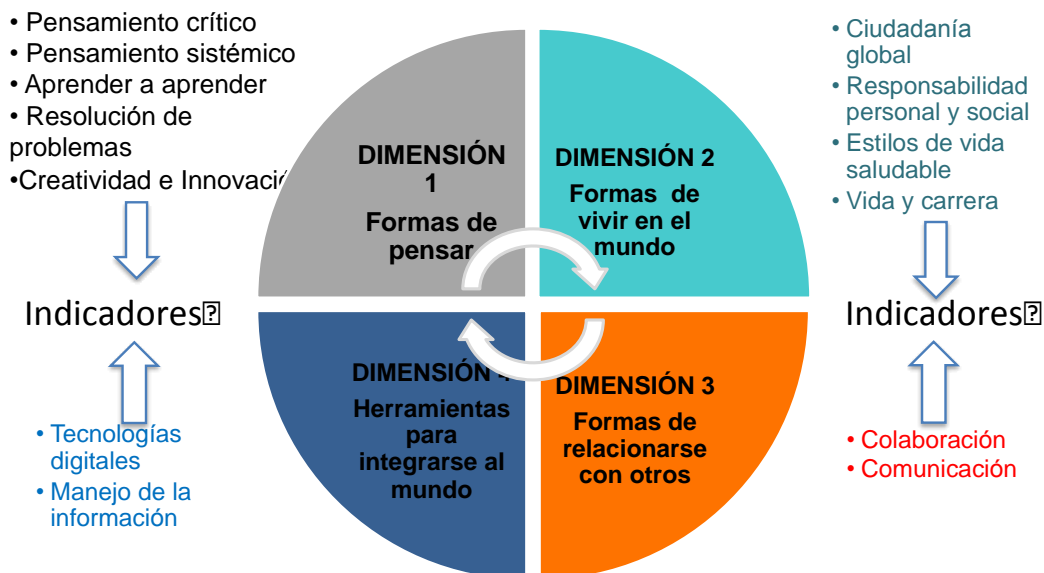 • Pensamiento crítico
• Pensamiento sistémico
• Aprender a aprender
• Resolución de
problemas
•Creatividad e Innovació
Indicadores
• Tecnologías
digitales
• Manejo de la
información
DIMENSIÓN
1
Formas de
pensar
DIMENSIÓN 2
Formas de
vivir en el
mundo
DIMENSIÓN 4
Herramientas
para
integrarse al
mundo
DIMENSIÓN 3
Formas de
relacionarse
con otros
• Ciudadanía
global
• Responsabilidad
personal y social
• Estilos de vida
saludable
• Vida y carrera
Indicadores
• Colaboración
• Comunicación